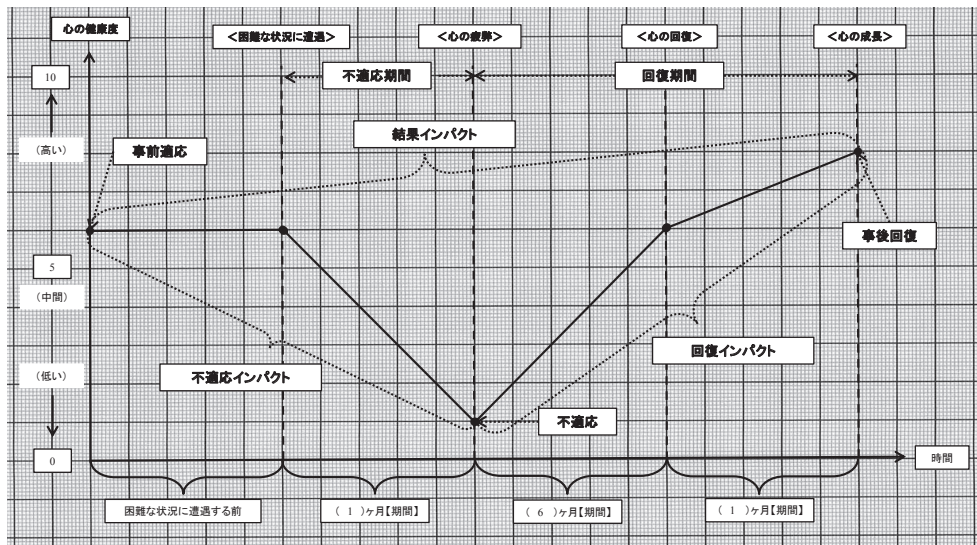 心の健康度
＜困難な状況に遭遇＞
＜心の疲弊＞
＜心の回復＞
＜心の成長＞
10
不適応期間
回復期間
(高い)
事前適応
結果インパクト
事後回復
5
(中間)
(低い)
不適応インパクト
回復インパクト
不適応
0
時間
困難な状況に遭遇する前
( 1 )ヶ月【期間】
( 6 )ヶ月【期間】
( 1 )ヶ月【期間】